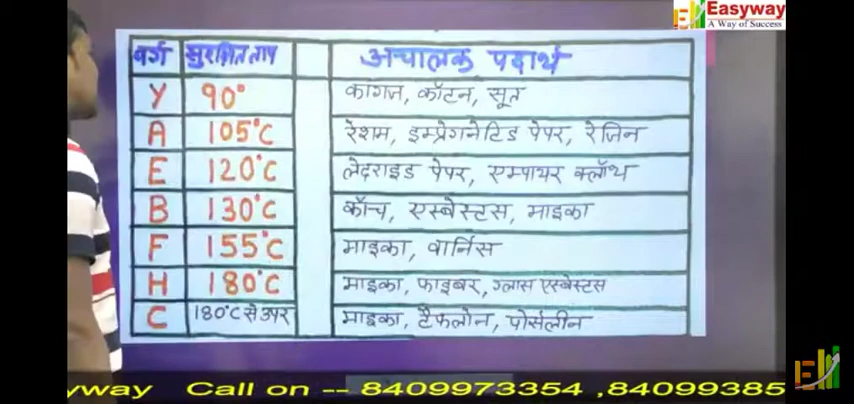 Easyway
A Way of Success
वर्ग सुरक्षित ताप अचालक पदार्थ
Y 90° कागज, कॉटन, सूत
A 105°C रेशम, इम्प्रेगनेटिड पेपर, रेजिन
E 120°C लेदराइड पेपर, एम्पायर क्लॉथ
B 130°C काँच, एस्बेस्टस, माइका
F 155°C माइका, वार्निस
H 180°C माइका, फाइबर, ग्लास एस्बेस्टस
C 180°C से उपर माइका, टैफलोन, पोर्सलीन
yway Call on -- 8409973354 ,84099385